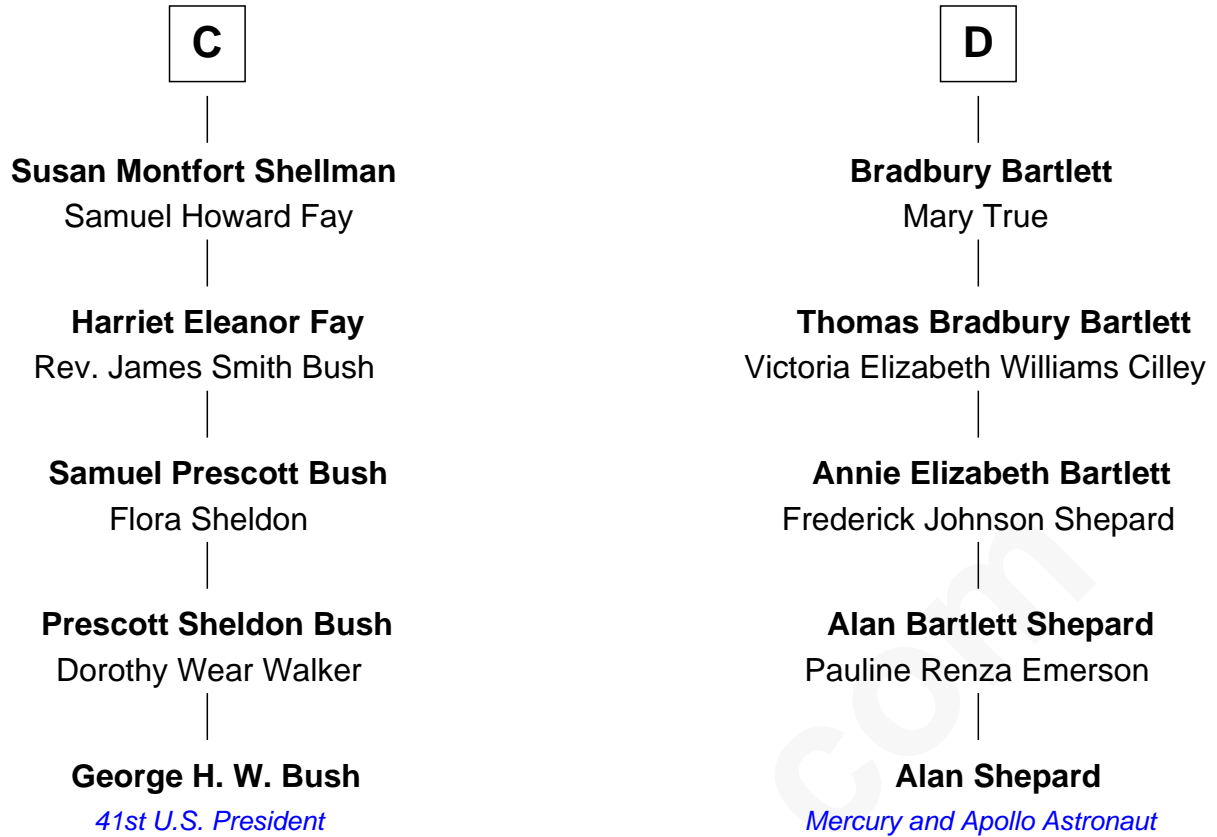 C
Susan Montfort Shellman
Samuel Howard Fay
Harriet Eleanor Fay
Rev. James Smith Bush
Samuel Prescott Bush
Flora Sheldon
Prescott Sheldon Bush
Dorothy Wear Walker
George H. W. Bush
41st U.S. President
D
Bradbury Bartlett
Mary True
Thomas Bradbury Bartlett
Victoria Elizabeth Williams Cilley
Annie Elizabeth Bartlett
Frederick Johnson Shepard
Alan Bartlett Shepard
Pauline Renza Emerson
Alan Shepard
Mercury and Apollo Astronaut
com